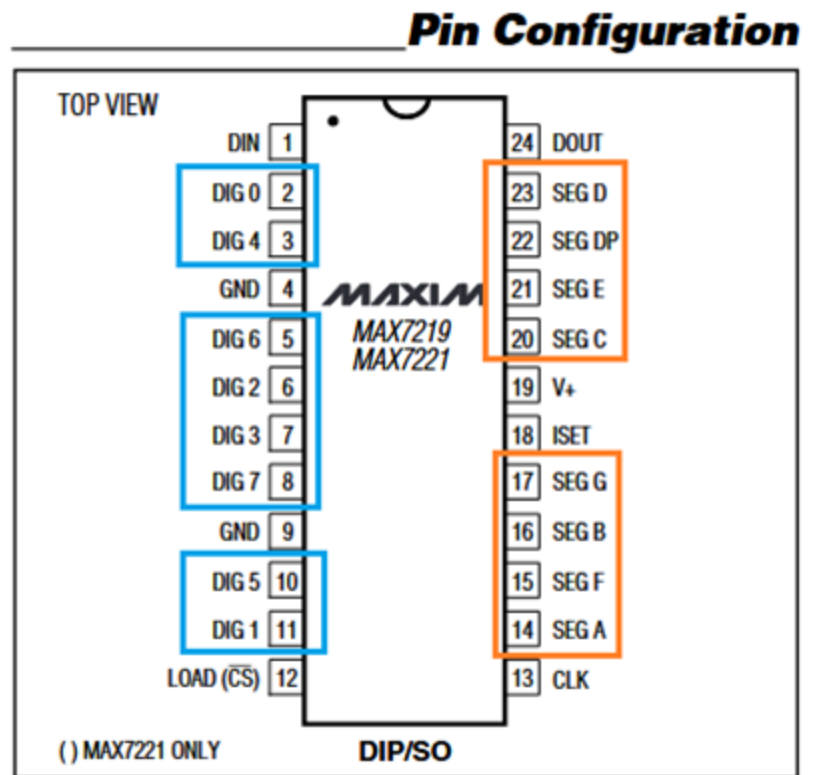 Pin Configuration
TOP VIEW
DIN 1
DIG 0 2
DIG 4 3
GND 4
DIG 6 5
DIG 2 6
DIG 3 7
DIG 7 8
GND 9
DIG 5 10
DIG 1 11
LOAD (C̅S̅) 12
MAXIM
MAX7219
MAX7221
24 DOUT
23 SEG D
22 SEG DP
21 SEG E
20 SEG C
19 V+
18 ISET
17 SEG G
16 SEG B
15 SEG F
14 SEG A
13 CLK
( ) MAX7221 ONLY
DIP/SO